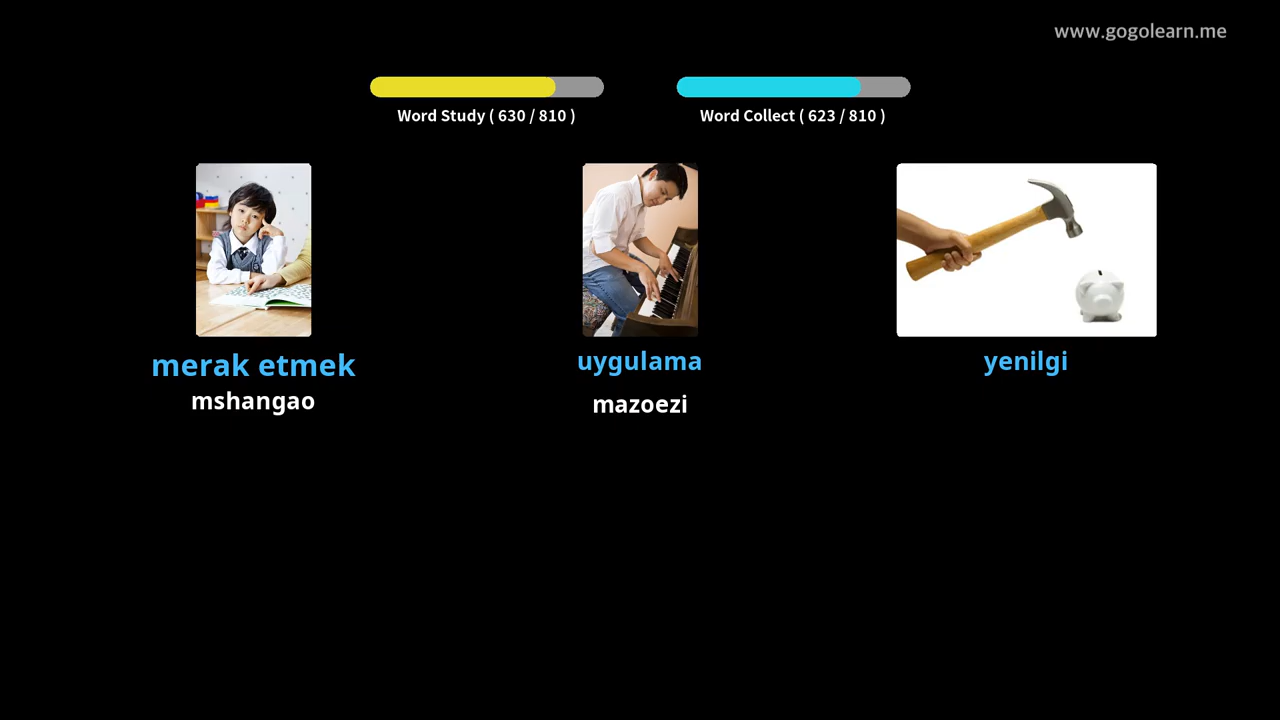 www.gogolearn.me
Word Study ( 630 / 810 )
Word Collect ( 623 / 810 )
merak etmek
mshangao
uygulama
mazoezi
yenilgi